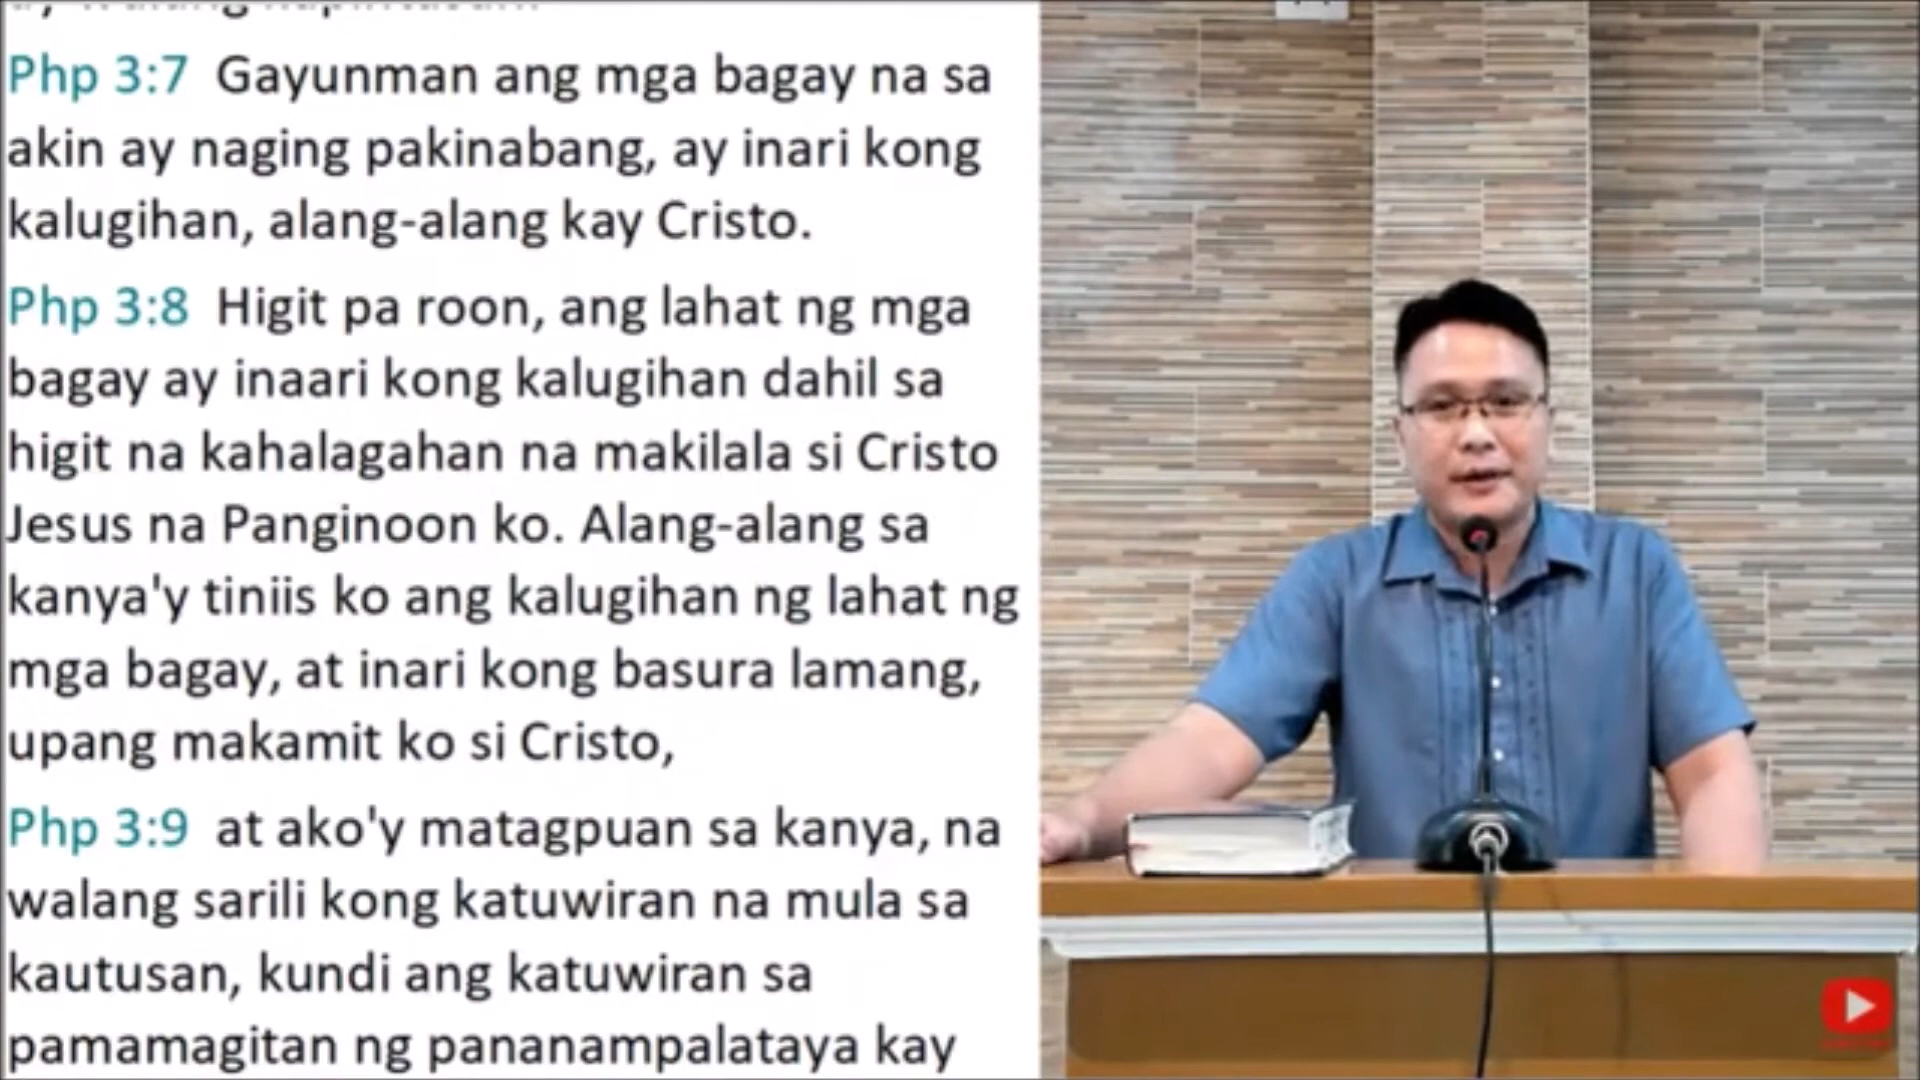 Php 3:7 Gayunman ang mga bagay na sa
akin ay naging pakinabang, ay inari kong
kalugihan, alang-alang kay Cristo.
Php 3:8 Higit pa roon, ang lahat ng mga
bagay ay inaari kong kalugihan dahil sa
higit na kahalagahan na makilala si Cristo
Jesus na Panginoon ko. Alang-alang sa
kanya'y tiniis ko ang kalugihan ng lahat ng
mga bagay, at inari kong basura lamang,
upang makamit ko si Cristo,
Php 3:9 at ako'y matagpuan sa kanya, na
walang sarili kong katuwiran na mula sa
kautusan, kundi ang katuwiran sa
pamamagitan ng pananampalataya kay